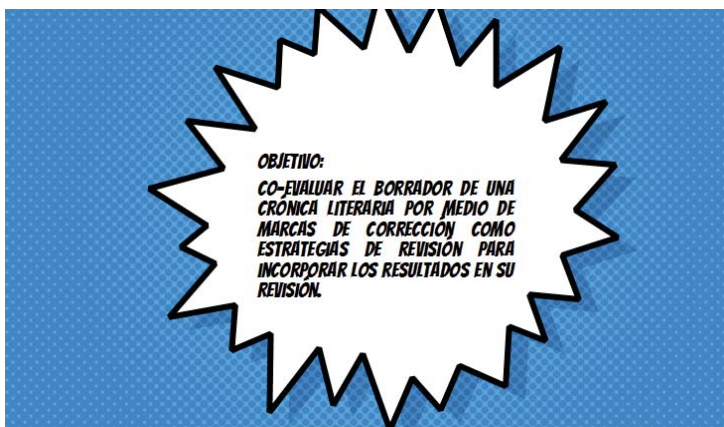 OBJETIVO:
CO-EVALUAR EL BORRADOR DE UNA
CRÓNICA LITERARIA POR MEDIO DE
MARCAS DE CORRECCIÓN COMO
ESTRATEGIAS DE REVISIÓN PARA
INCORPORAR LOS RESULTADOS EN SU
REVISIÓN.